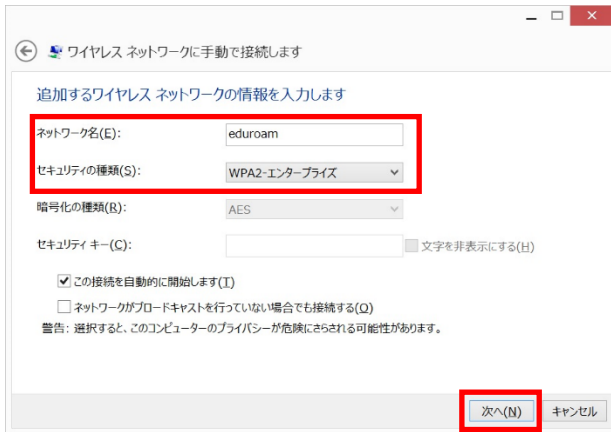 ワイヤレス ネットワークに手動で接続します
追加するワイヤレス ネットワークの情報を入力します
ネットワーク名(E): eduroam
セキュリティの種類(S): WPA2-エンタープライズ
暗号化の種類(R): AES
セキュリティ キー(C): 文字を非表示にする(H)
この接続を自動的に開始します(T)
ネットワークがブロードキャストを行っていない場合でも接続する(O)
警告: 選択すると、このコンピューターのプライバシーが危険にさらされる可能性があります。
次へ(N) キャンセル